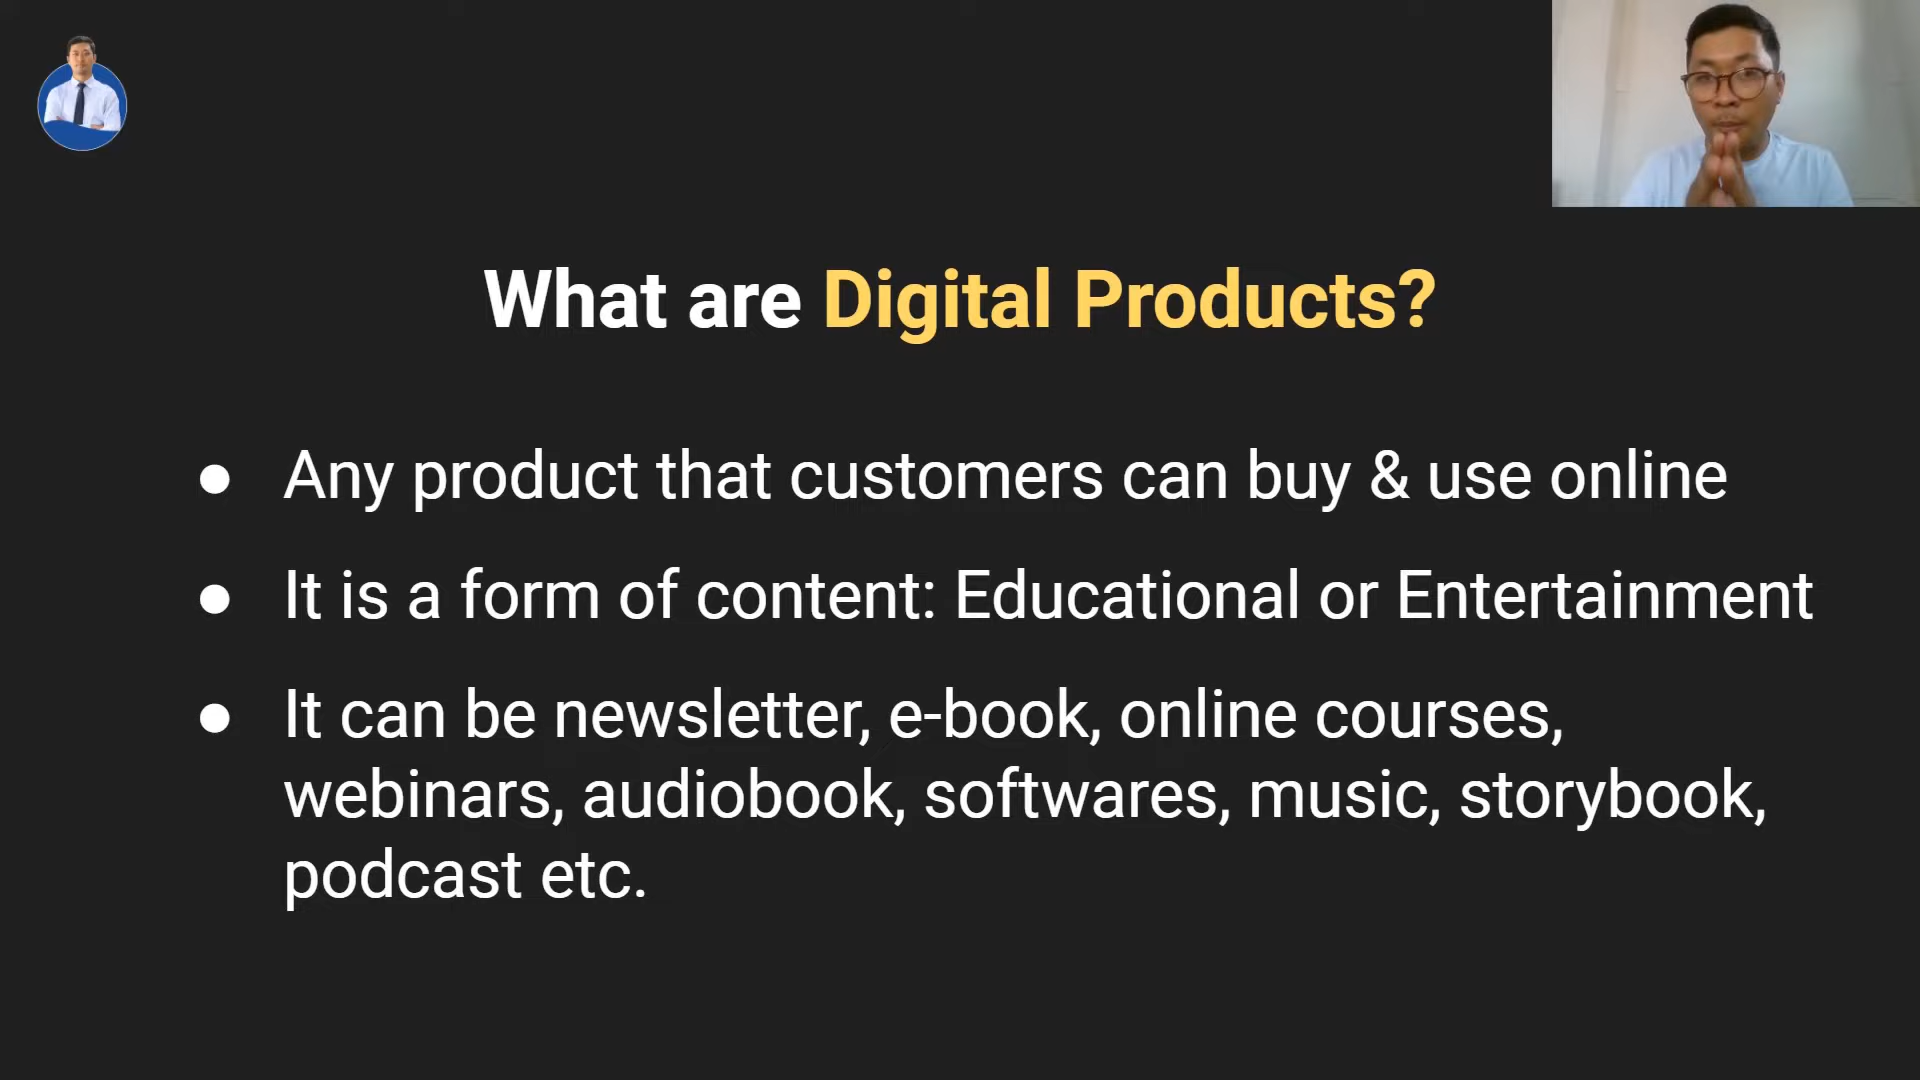 What are Digital Products?
● Any product that customers can buy & use online
● It is a form of content: Educational or Entertainment
● It can be newsletter, e-book, online courses,
webinars, audiobook, softwares, music, storybook,
podcast etc.